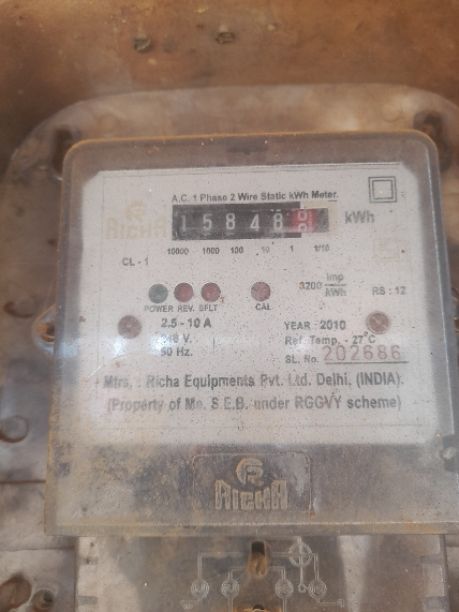 RICHA
A.C. 1 Phase 2 Wire Static kWh Meter.
15848 kWh
10000 1000 100 10 1 1/10
CL - 1
3200 imp/kWh
RS : 12
POWER REV. EFLT CAL
2.5 - 10 A
YEAR : 2010
Ref. Temp. - 27°C
50 Hz.
SL. No. 202686
Mfrs. : Richa Equipments Pvt. Ltd. Delhi, (INDIA).
(Property of Me. S.E.B. under RGGVY scheme)
RICHA